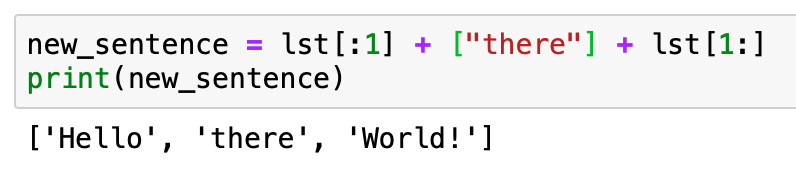 new_sentence = lst[:1] + ["there"] + lst[1:]
print(new_sentence)
['Hello', 'there', 'World!']